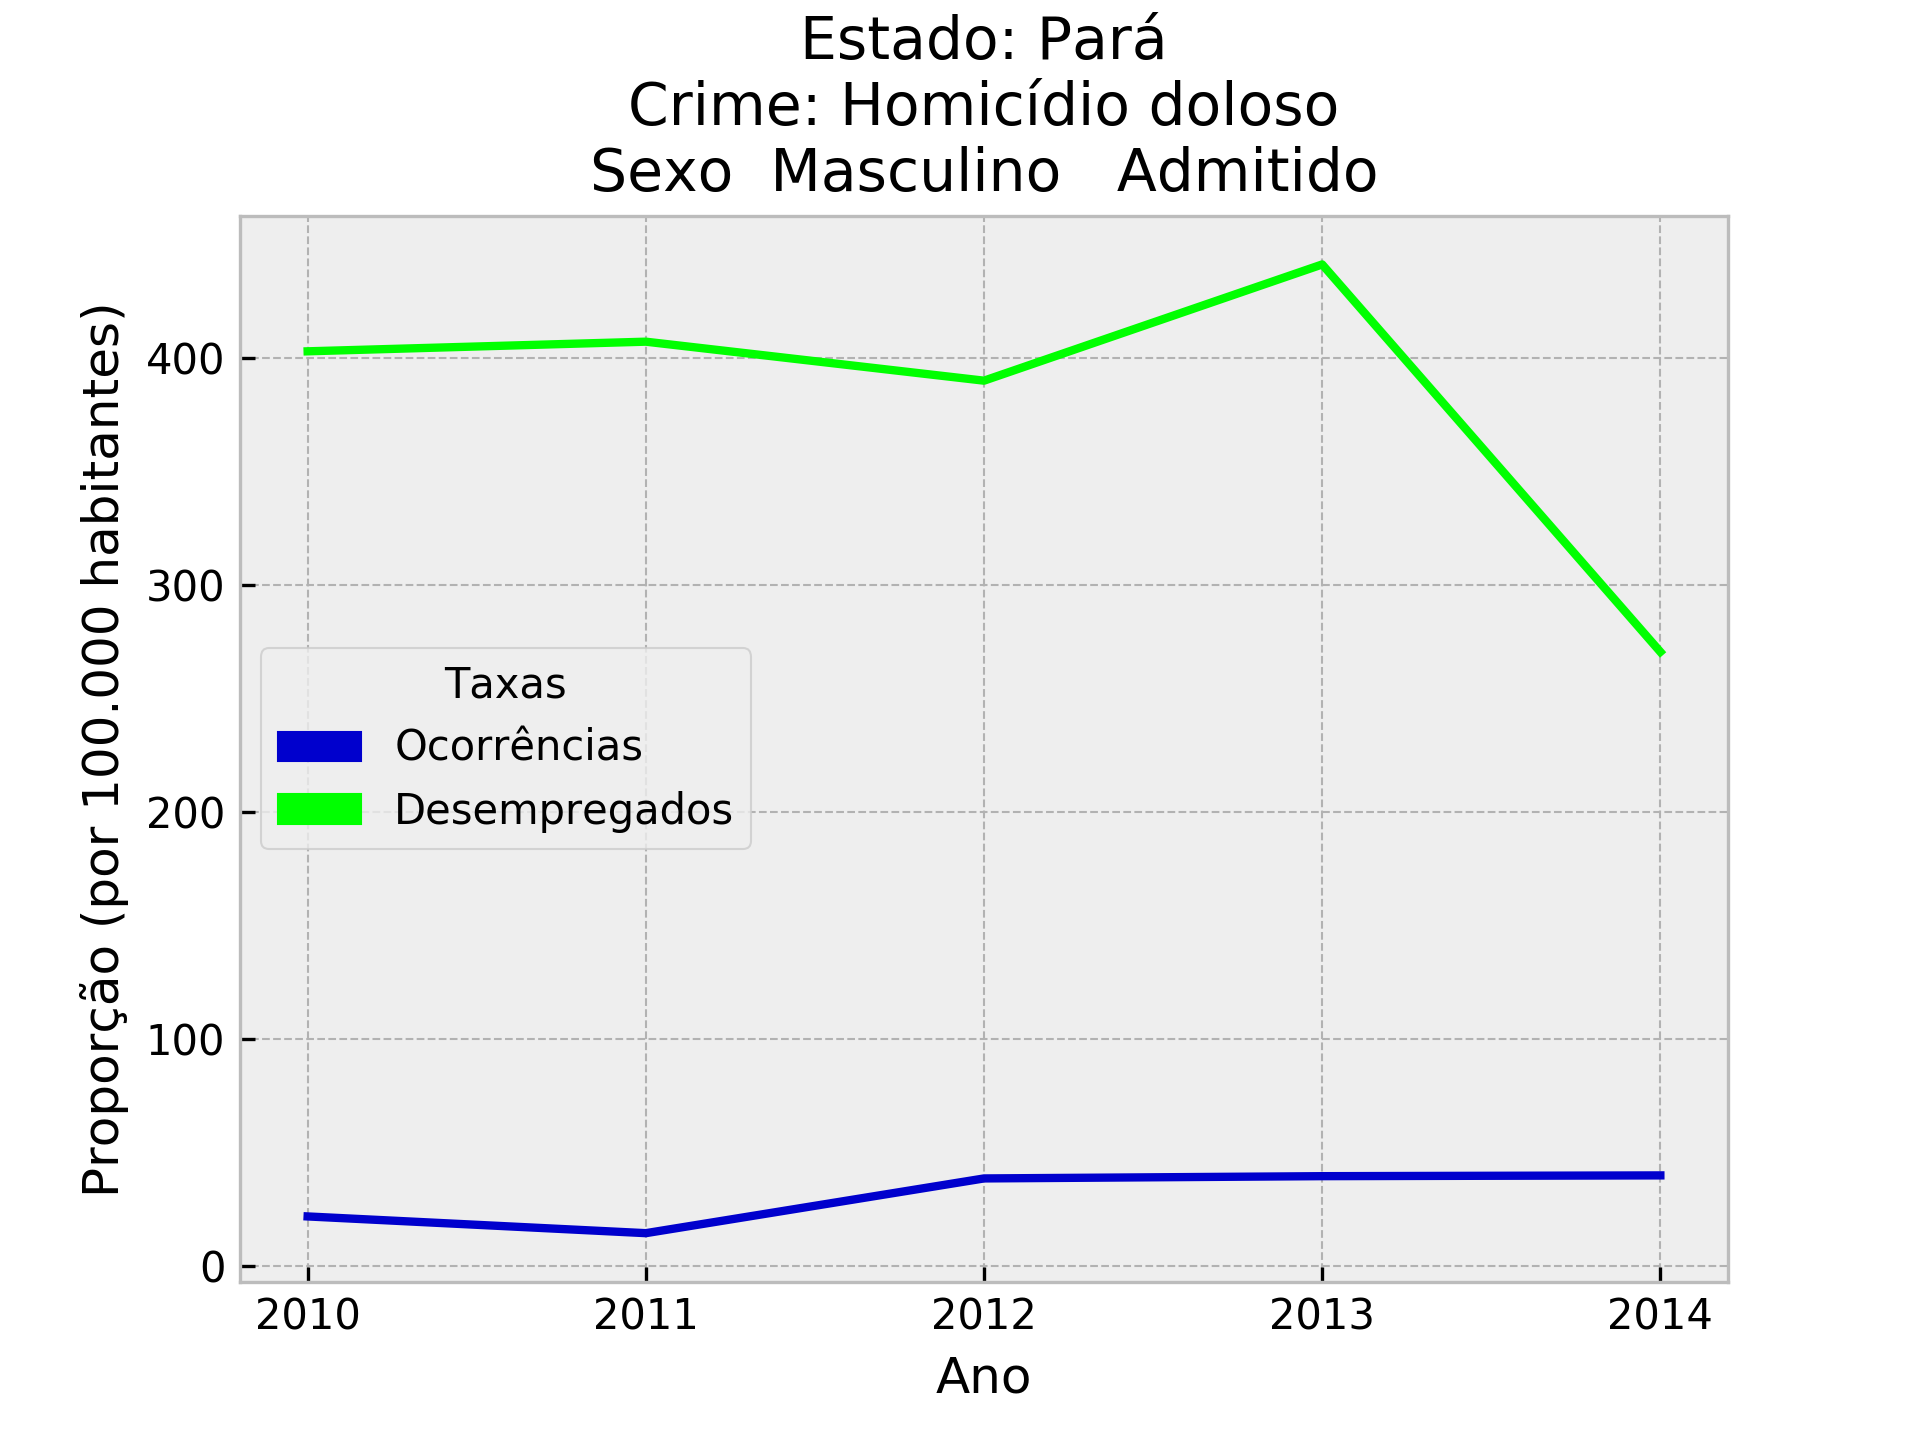 Estado: Pará
Crime: Homicídio doloso
Sexo  Masculino   Admitido
Proporção (por 100.000 habitantes)
400
300
200
100
0
Taxas
Ocorrências
Desempregados
2010 2011 2012 2013 2014
Ano